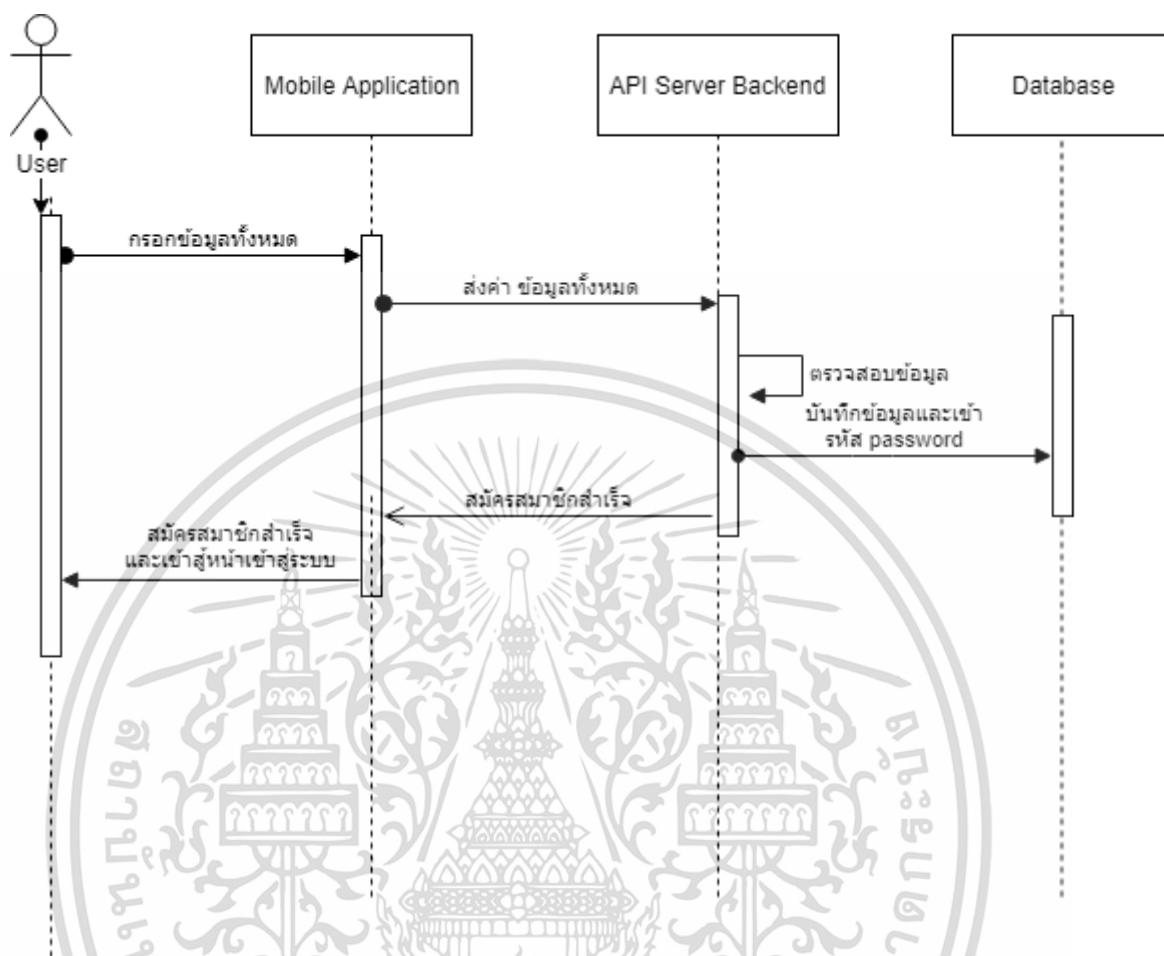 Mobile Application
API Server Backend
Database
User
กรอกข้อมูลทั้งหมด
ส่งค่า ข้อมูลทั้งหมด
ตรวจสอบข้อมูล
บันทึกข้อมูลและเข้า
รหัส password
สมัครสมาชิกสำเร็จ
สมัครสมาชิกสำเร็จ
และเข้าสู้หน้าเข้าสู่ระบบ